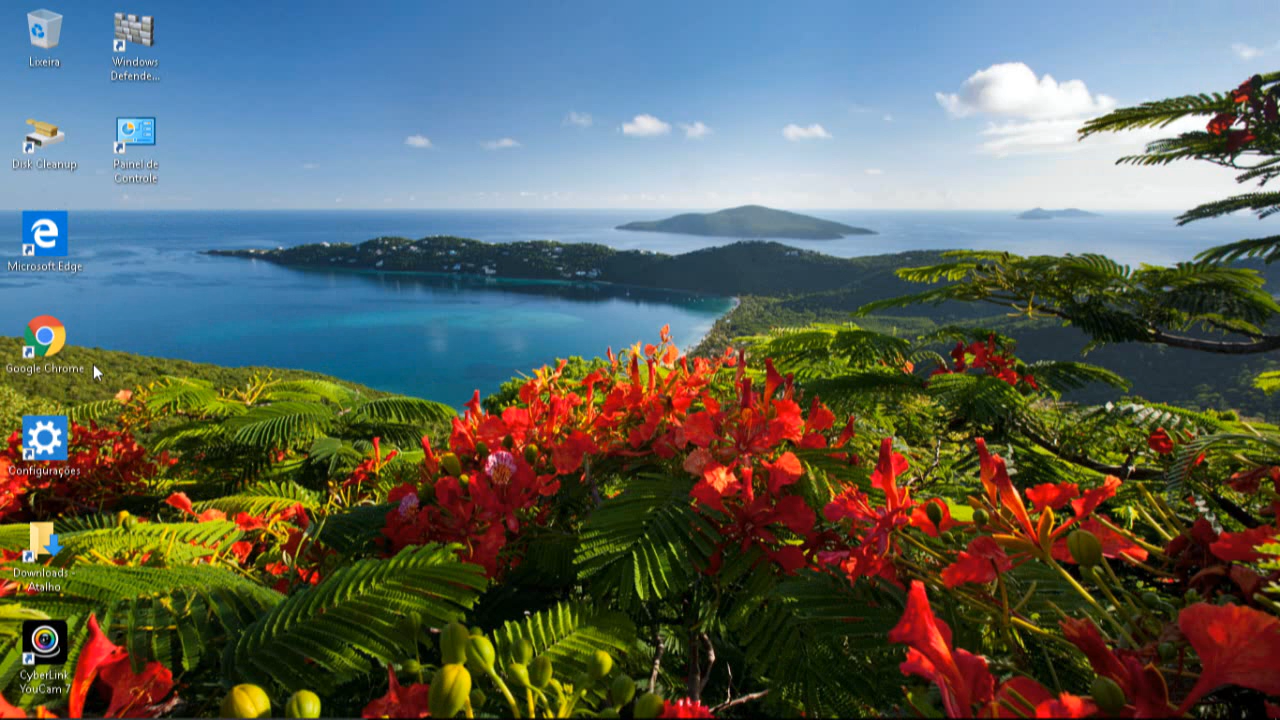 Lixeira
Windows
Defende...
Disk Cleanup
Painel de
Controle
Microsoft Edge
Google Chrome
Configurações
Downloads -
Atalho
CyberLink
YouCam 7